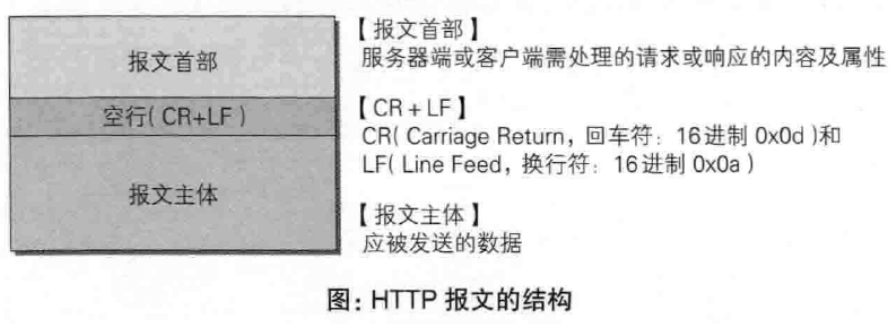 报文首部
空行( CR+LF )
报文主体
【 报文首部 】
服务器端或客户端需处理的请求或响应的内容及属性
【 CR + LF 】
CR( Carriage Return，回车符：16进制 0x0d )和
LF( Line Feed，换行符：16进制 0x0a )
【 报文主体 】
应被发送的数据
图：HTTP 报文的结构